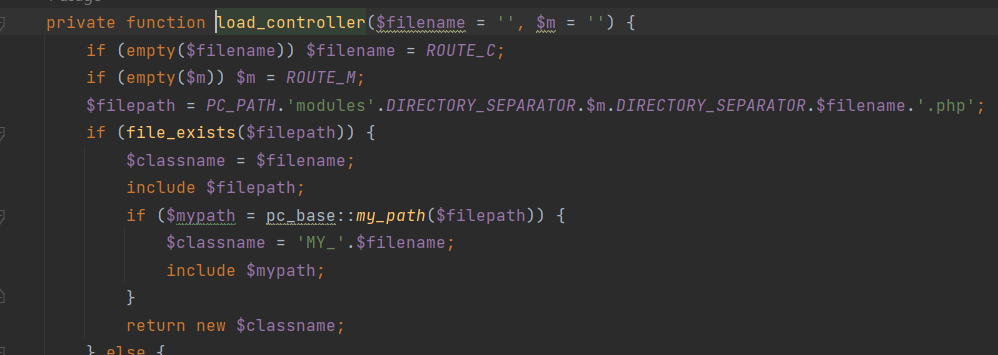 private function load_controller($filename = '', $m = '') {
if (empty($filename)) $filename = ROUTE_C;
if (empty($m)) $m = ROUTE_M;
$filepath = PC_PATH.'modules'.DIRECTORY_SEPARATOR.$m.DIRECTORY_SEPARATOR.$filename.'.php';
if (file_exists($filepath)) {
$classname = $filename;
include $filepath;
if ($mypath = pc_base::my_path($filepath)) {
$classname = 'MY_'.$filename;
include $mypath;
}
return new $classname;
} else {